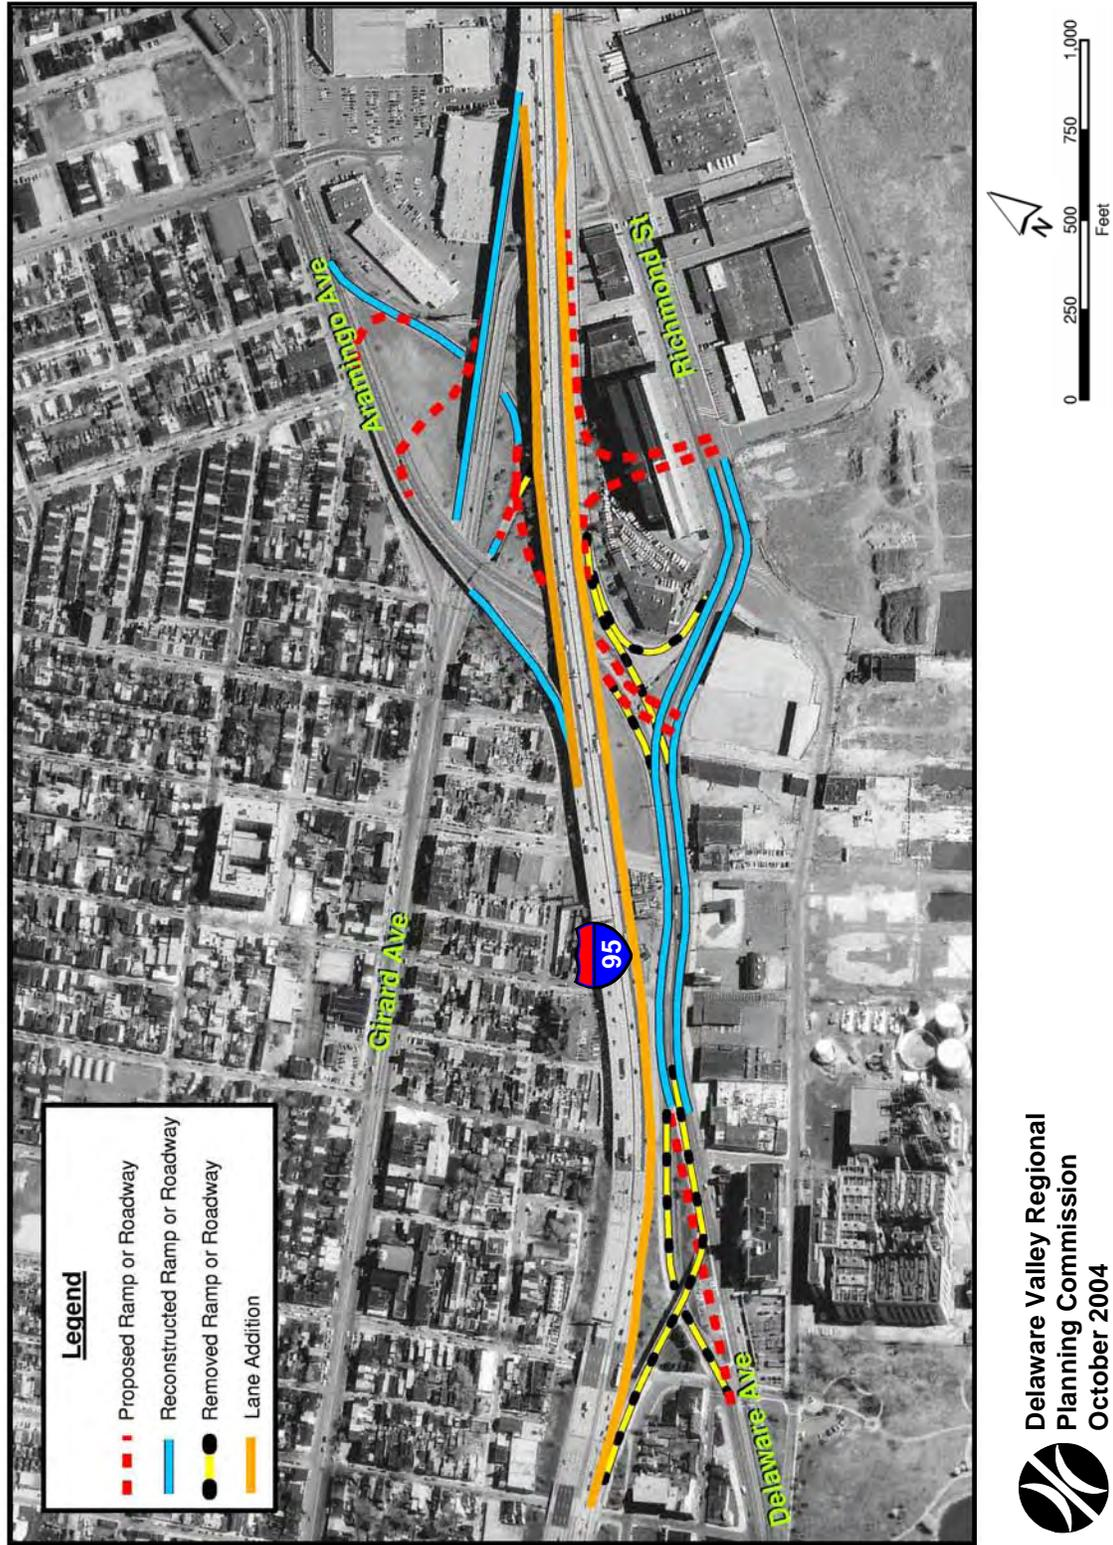 Legend
Proposed Ramp or Roadway
Reconstructed Ramp or Roadway
Removed Ramp or Roadway
Lane Addition
Aramingo Ave
Richmond St
Girard Ave
95
Delaware Ave
N
0 250 500 750 1,000
Feet
Delaware Valley Regional
Planning Commission
October 2004